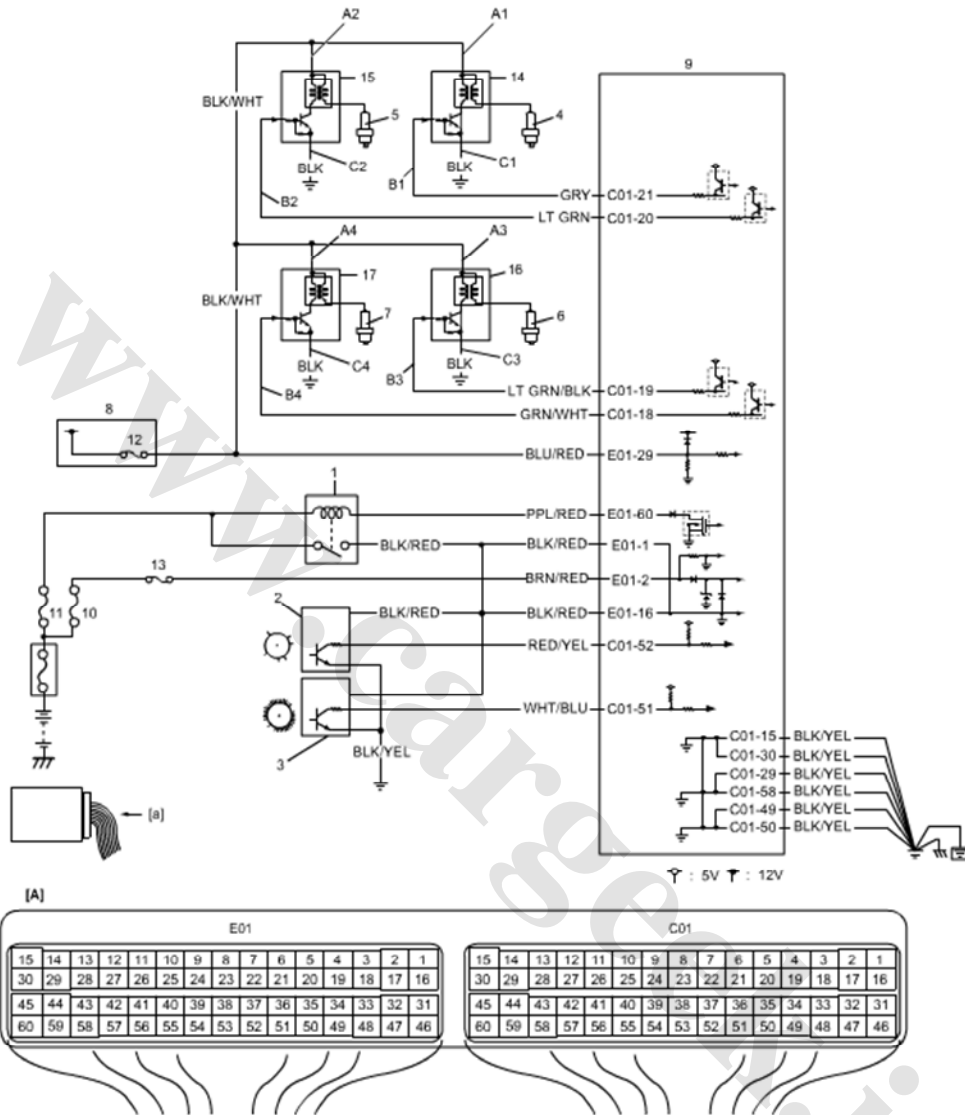 A2 A1
15 14 9
BLK/WHT
5 4
BLK C2 BLK C1
B1
B2
GRY C01-21
LT GRN C01-20
A4 A3
17 16
BLK/WHT
7 6
BLK C4 BLK C3
B4 B3
LT GRN/BLK C01-19
GRN/WHT C01-18
8
12
BLU/RED E01-29
1
PPL/RED E01-60
BLK/RED BLK/RED E01-1
13
BRN/RED E01-2
11 10
2
BLK/RED BLK/RED E01-16
RED/YEL C01-52
WHT/BLU C01-51
BLK/YEL
3
C01-15 BLK/YEL
C01-30 BLK/YEL
C01-29 BLK/YEL
C01-58 BLK/YEL
C01-49 BLK/YEL
C01-50 BLK/YEL
[a]
: 5V : 12V
[A]
E01 C01
15 14 13 12 11 10 9 8 7 6 5 4 3 2 1 15 14 13 12 11 10 9 8 7 6 5 4 3 2 1
30 29 28 27 26 25 24 23 22 21 20 19 18 17 16 30 29 28 27 26 25 24 23 22 21 20 19 18 17 16
45 44 43 42 41 40 39 38 37 36 35 34 33 32 31 45 44 43 42 41 40 39 38 37 36 35 34 33 32 31
60 59 58 57 56 55 54 53 52 51 50 49 48 47 46 60 59 58 57 56 55 54 53 52 51 50 49 48 47 46
www.cargeek.i